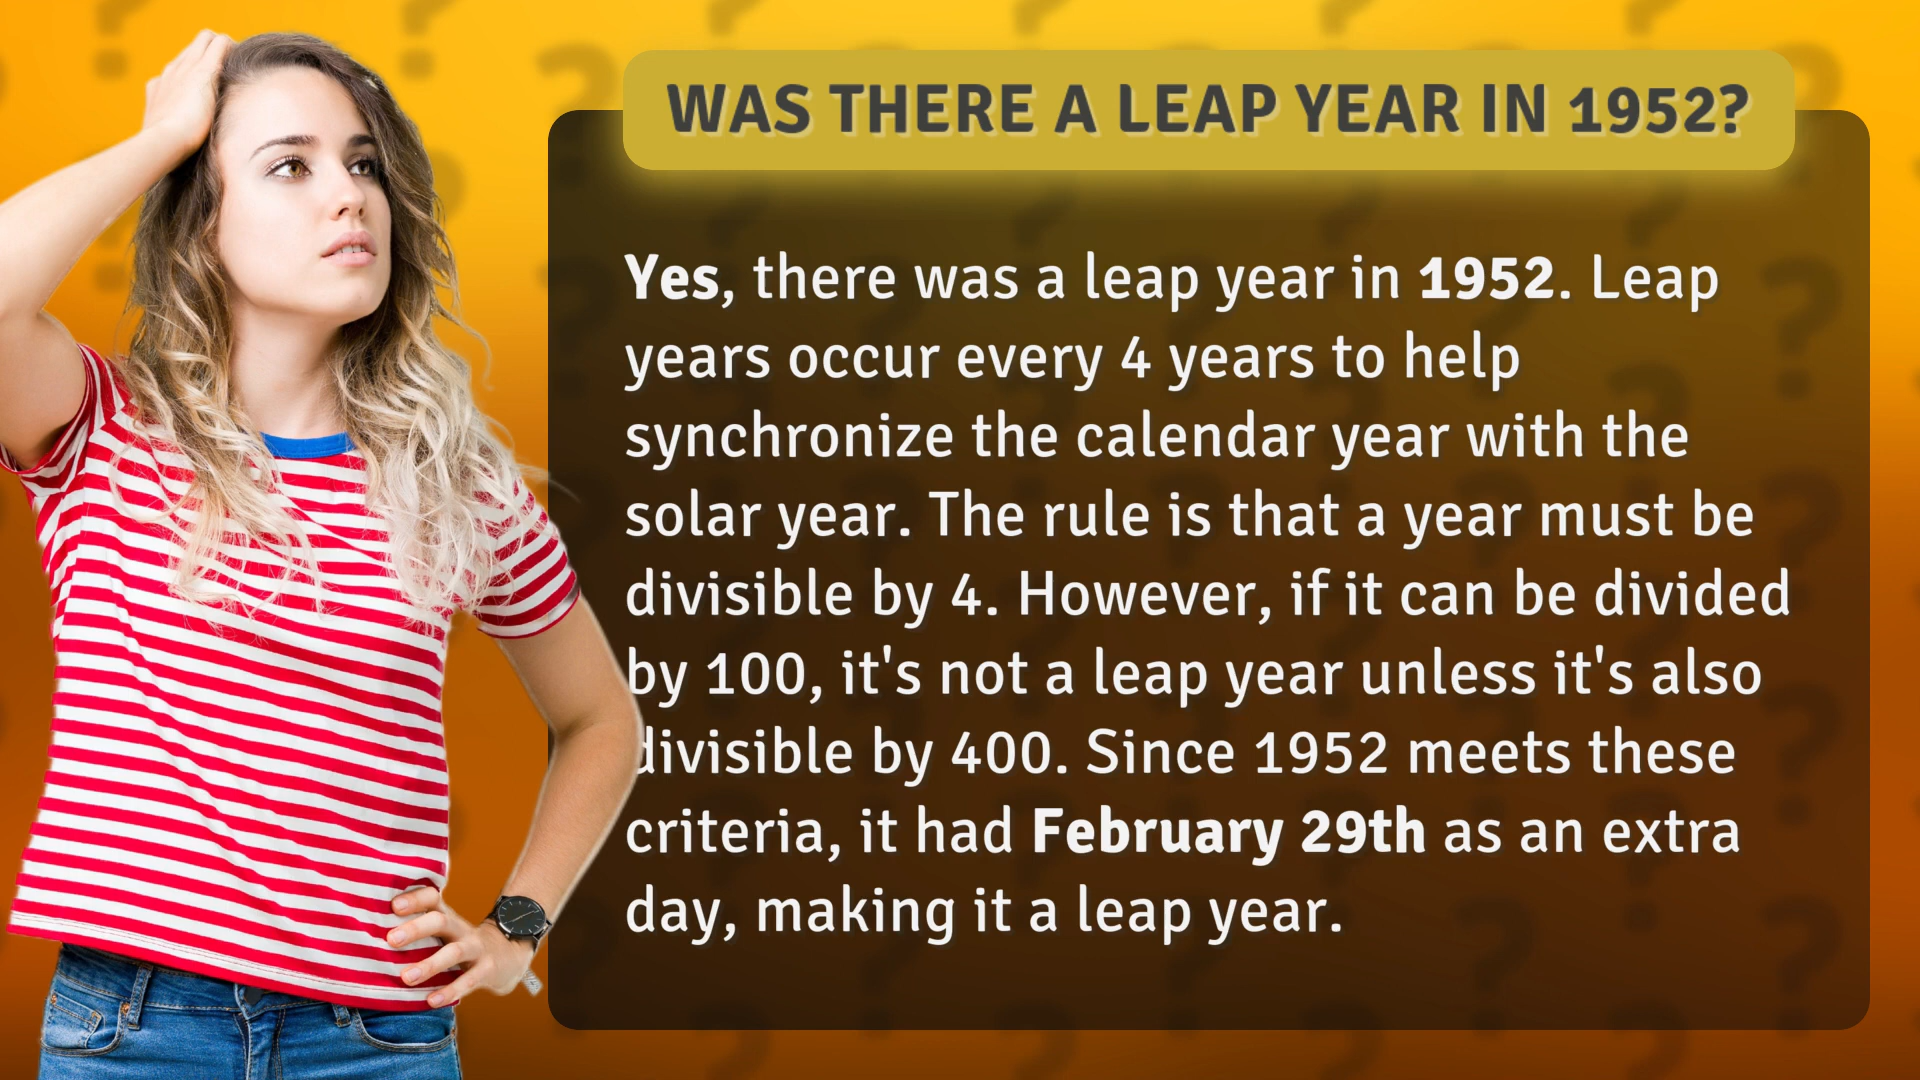 WAS THERE A LEAP YEAR IN 1952?
Yes, there was a leap year in 1952. Leap
years occur every 4 years to help
synchronize the calendar year with the
solar year. The rule is that a year must be
divisible by 4. However, if it can be divided
by 100, it's not a leap year unless it's also
divisible by 400. Since 1952 meets these
criteria, it had February 29th as an extra
day, making it a leap year.